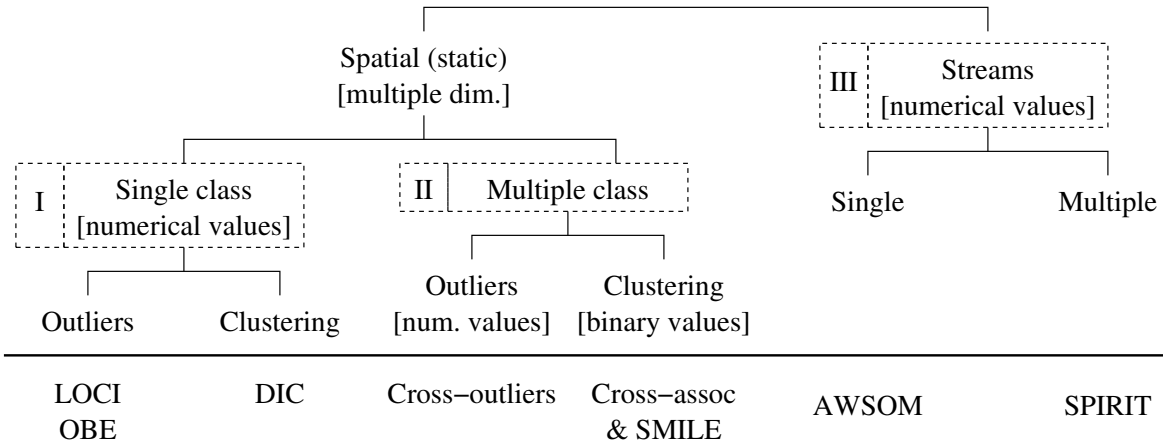 Spatial (static)
[multiple dim.]
III
Streams
[numerical values]
I
Single class
[numerical values]
II
Multiple class
Single
Multiple
Outliers
Clustering
Outliers
[num. values]
Clustering
[binary values]
LOCI
OBE
DIC
Cross−outliers
Cross−assoc
& SMILE
AWSOM
SPIRIT